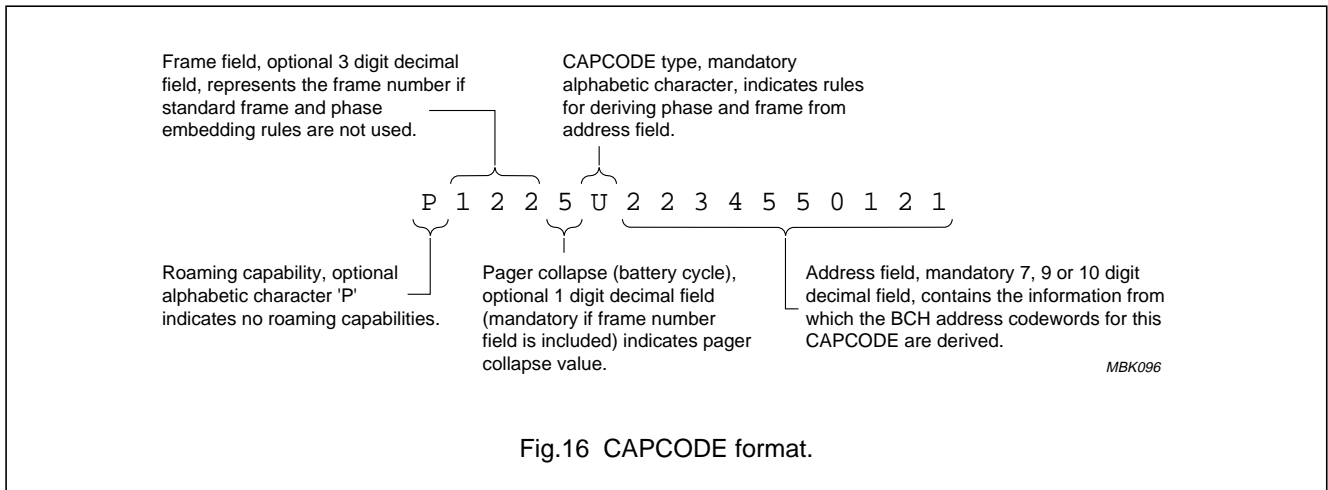 Frame field, optional 3 digit decimal
field, represents the frame number if
standard frame and phase
embedding rules are not used.
CAPCODE type, mandatory
alphabetic character, indicates rules
for deriving phase and frame from
address field.
P 1 2 2 5 U 2 2 3 4 5 5 0 1 2 1
Roaming capability, optional
alphabetic character 'P'
indicates no roaming capabilities.
Pager collapse (battery cycle),
optional 1 digit decimal field
(mandatory if frame number
field is included) indicates pager
collapse value.
Address field, mandatory 7, 9 or 10 digit
decimal field, contains the information from
which the BCH address codewords for this
CAPCODE are derived.
MBK096
Fig.16 CAPCODE format.